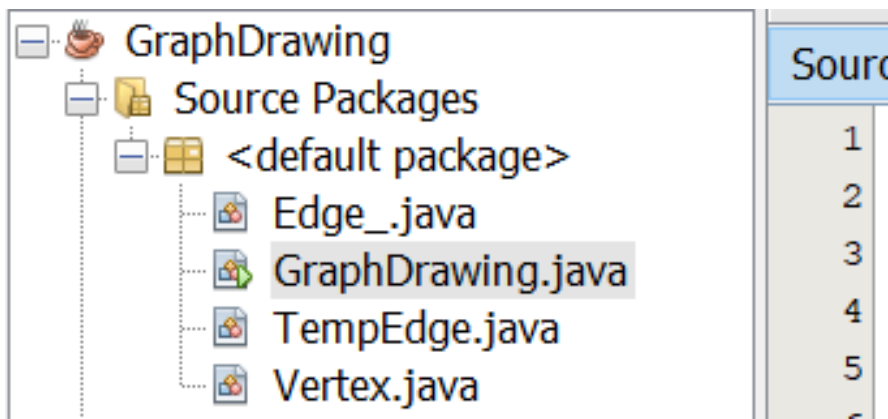 GraphDrawing
Source Packages
<default package>
Edge_.java
GraphDrawing.java
TempEdge.java
Vertex.java
Sourc
1
2
3
4
5